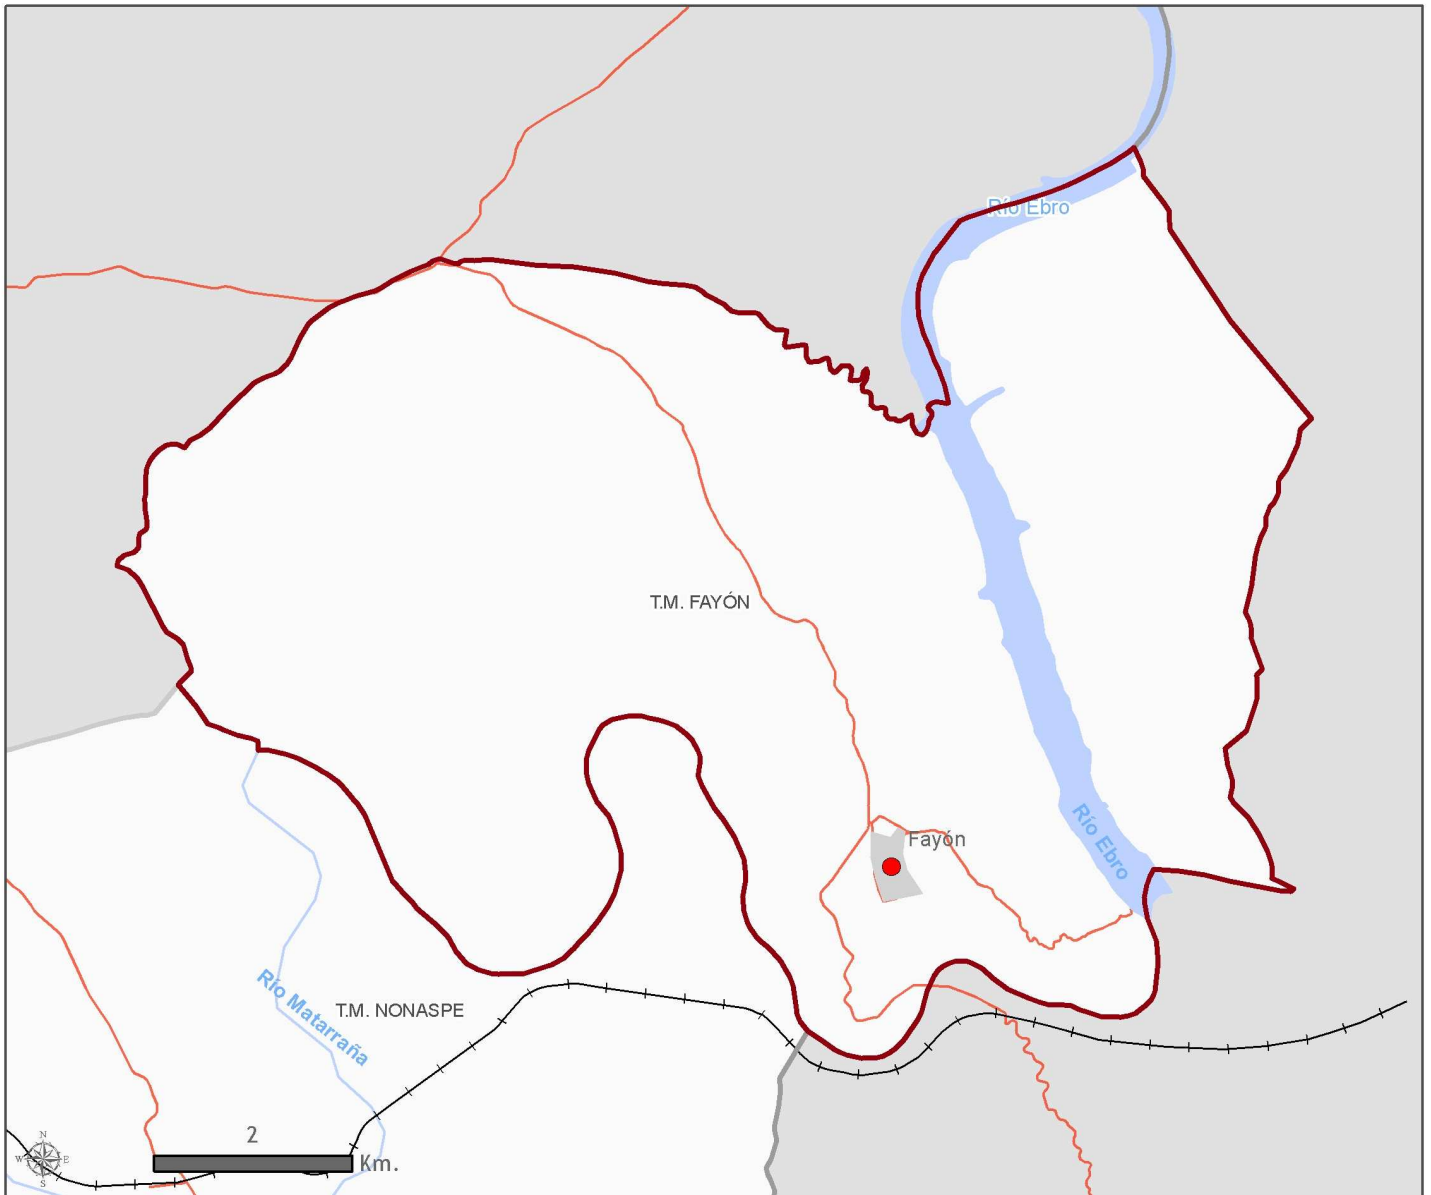 Río Ebro
T.M. FAYÓN
Fayón
Río Ebro
Río Matarraña
T.M. NONASPE
2
Km.
N
W E
S